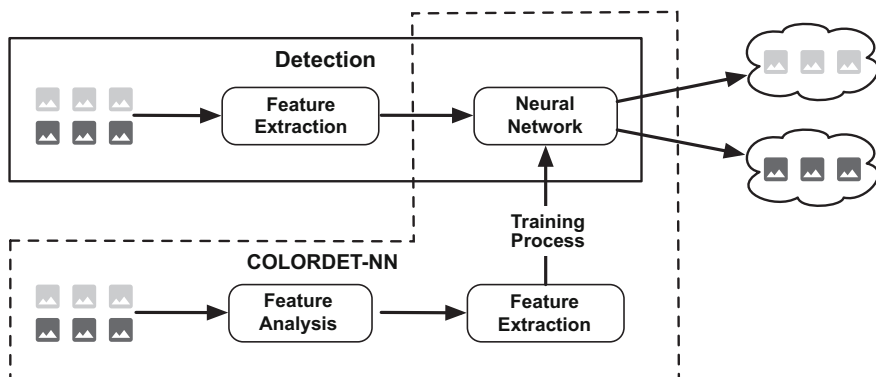 Detection
Feature
Extraction
Neural
Network
Training
Process
COLORDET-NN
Feature
Analysis
Feature
Extraction